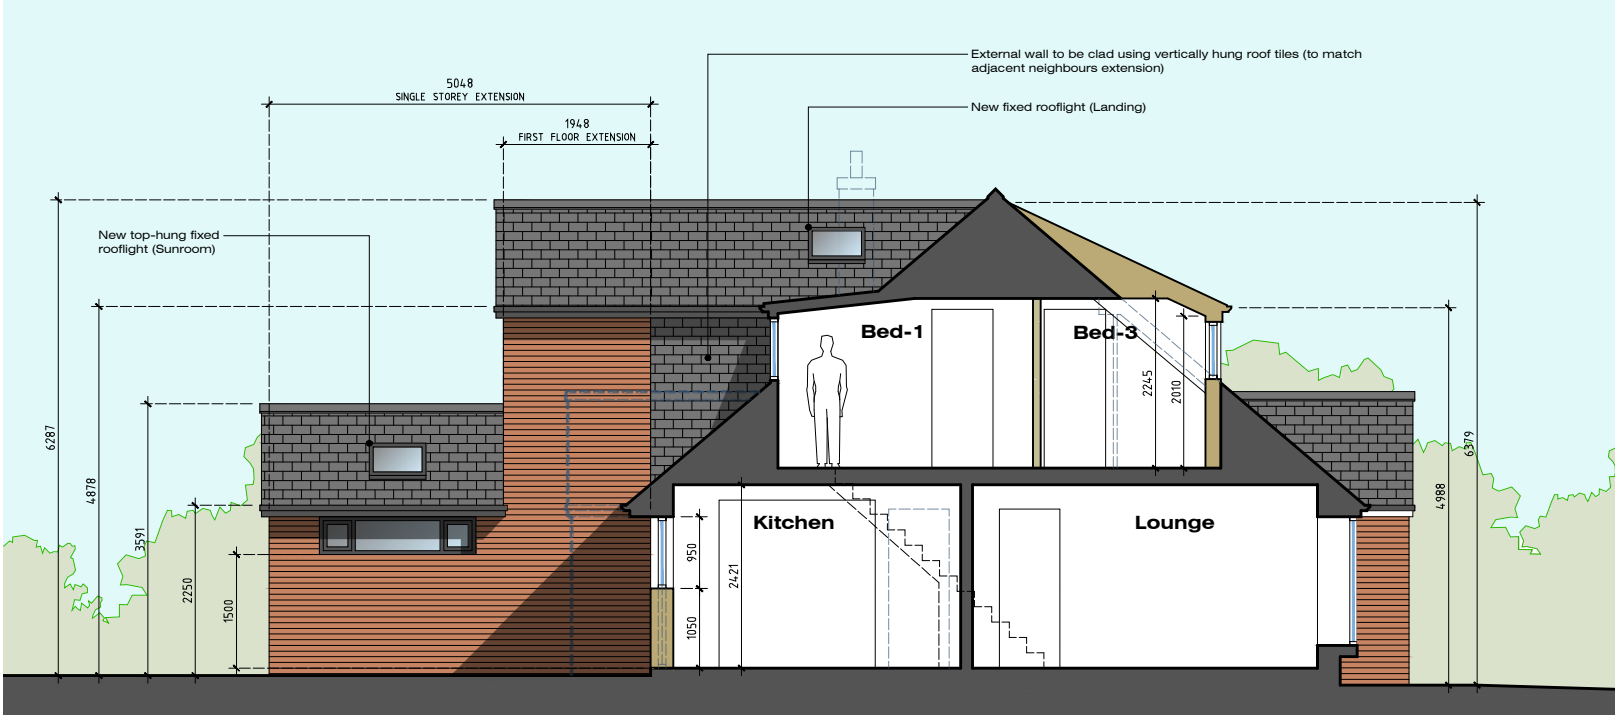 External wall to be clad using vertically hung roof tiles (to match
adjacent neighbours extension)
5048
SINGLE STOREY EXTENSION
New fixed rooflight (Landing)
1948
FIRST FLOOR EXTENSION
New top-hung fixed
rooflight (Sunroom)
Bed-1
Bed-3
2245
2010
6287
4878
3591
2250
1500
6379
4988
Kitchen
Lounge
950
2421
1050